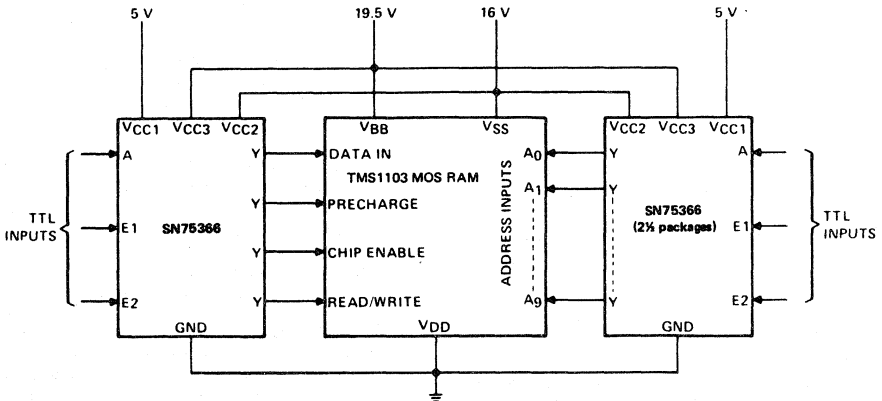 5 V 19.5 V 16 V 5 V
VCC1 VCC3 VCC2 VBB VSS VCC2 VCC3 VCC1
A Y DATA IN A0 Y A
TMS1103 MOS RAM
ADDRESS INPUTS
Y PRECHARGE A1 Y
TTL INPUTS E1 SN75366 SN75366 (2½ packages) E1 TTL INPUTS
Y CHIP ENABLE
E2 Y READ/WRITE A9 Y E2
GND VDD GND